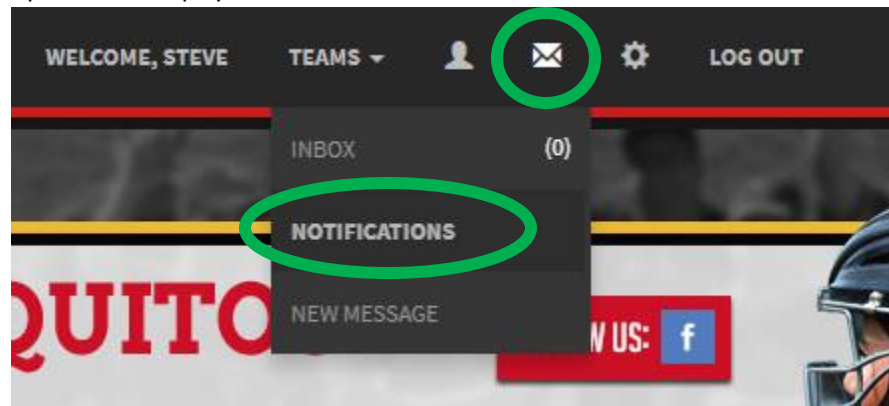 WELCOME, STEVE TEAMS LOG OUT
INBOX (0)
NOTIFICATIONS
NEW MESSAGE
QUITO
W US: f